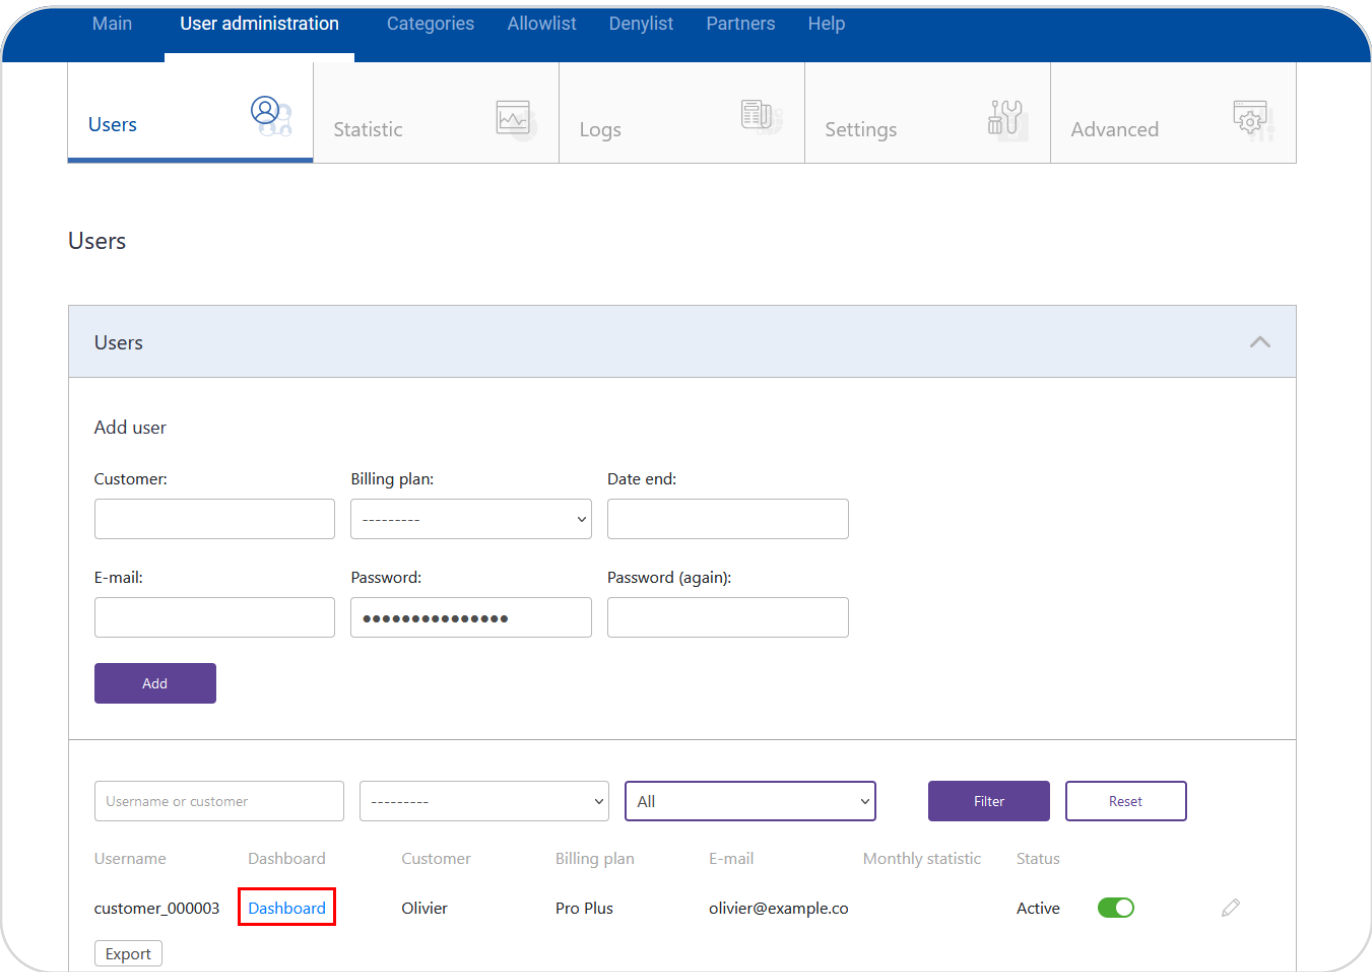 Main User administration Categories Allowlist Denylist Partners Help
Users Statistic Logs Settings Advanced
Users
Users
Add user
Customer: Billing plan: Date end:
---------
E-mail: Password: Password (again):
●●●●●●●●●●●●●●●
Add
Username or customer --------- All Filter Reset
Username Dashboard Customer Billing plan E-mail Monthly statistic Status
customer_000003 Dashboard Olivier Pro Plus olivier@example.co Active
Export